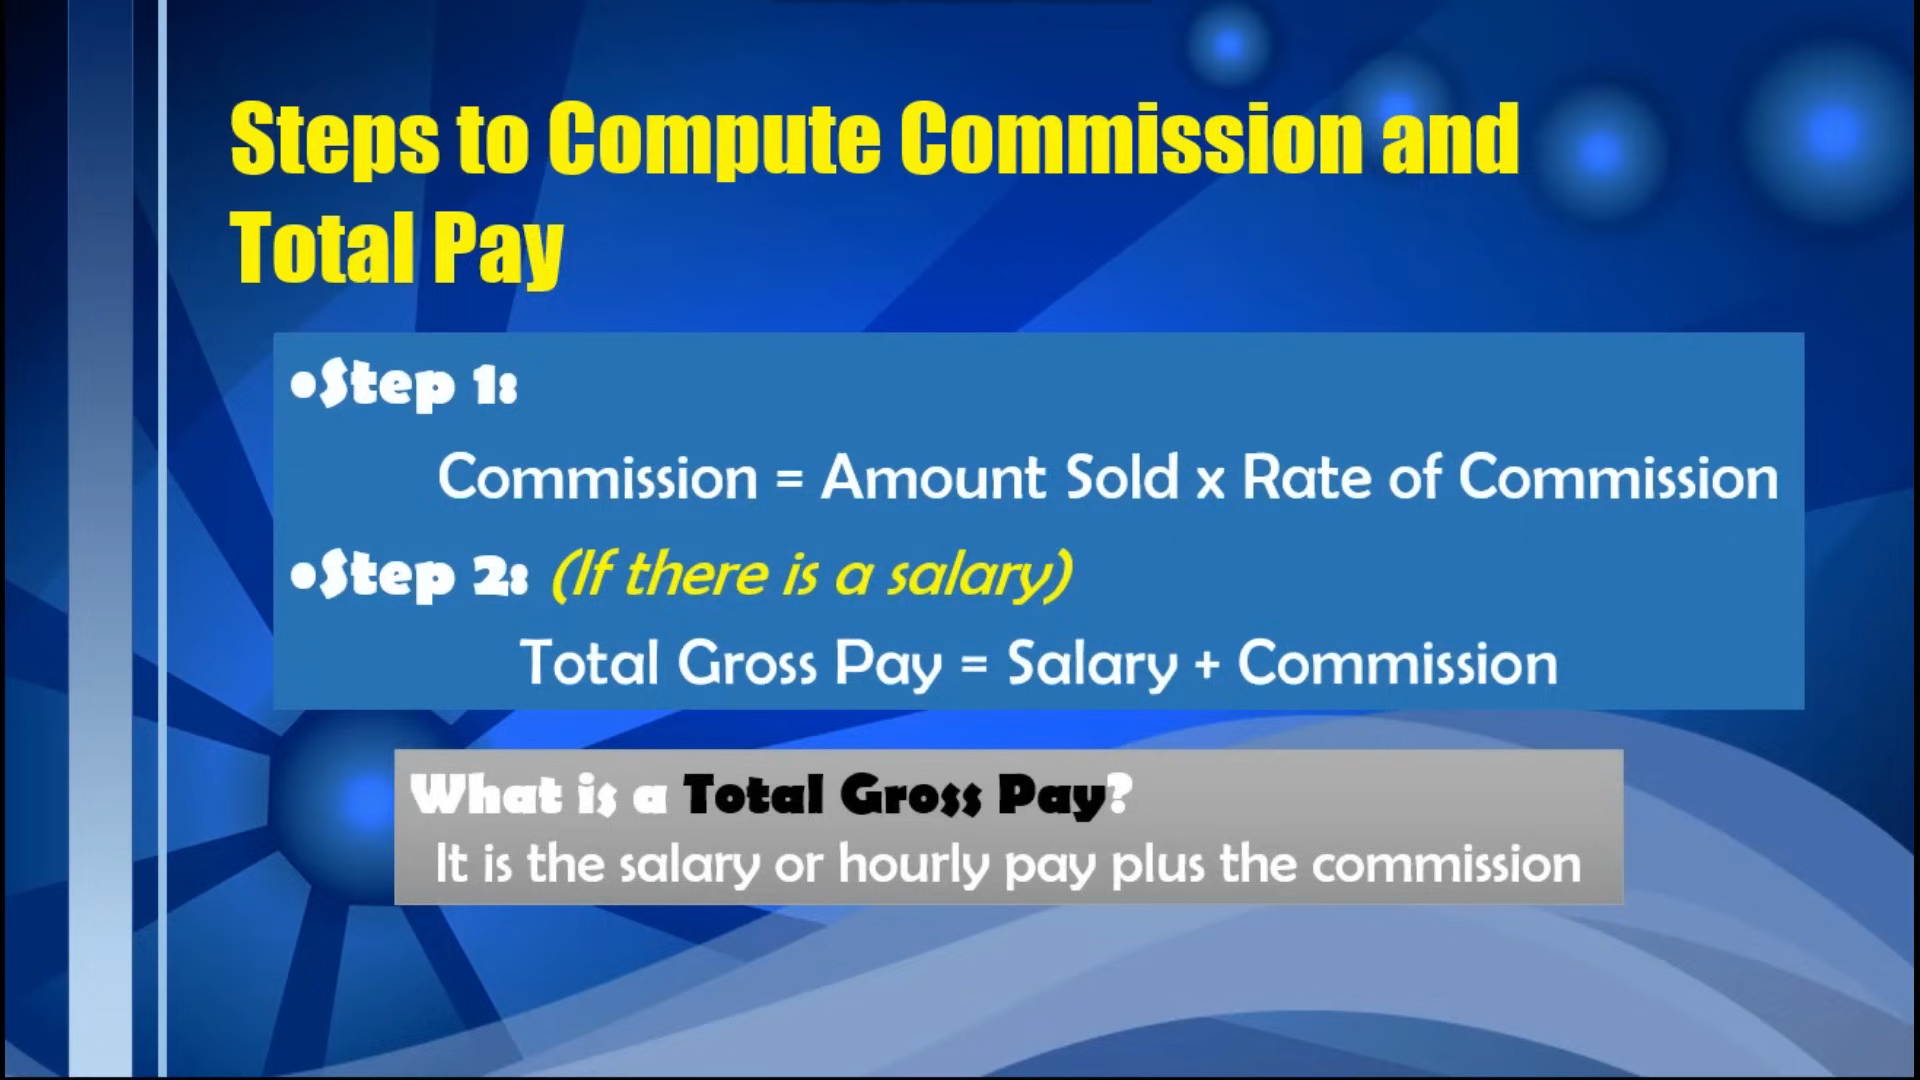 Steps to Compute Commission and
Total Pay
•Step 1:
Commission = Amount Sold x Rate of Commission
•Step 2: (If there is a salary)
Total Gross Pay = Salary + Commission
What is a Total Gross Pay?
It is the salary or hourly pay plus the commission